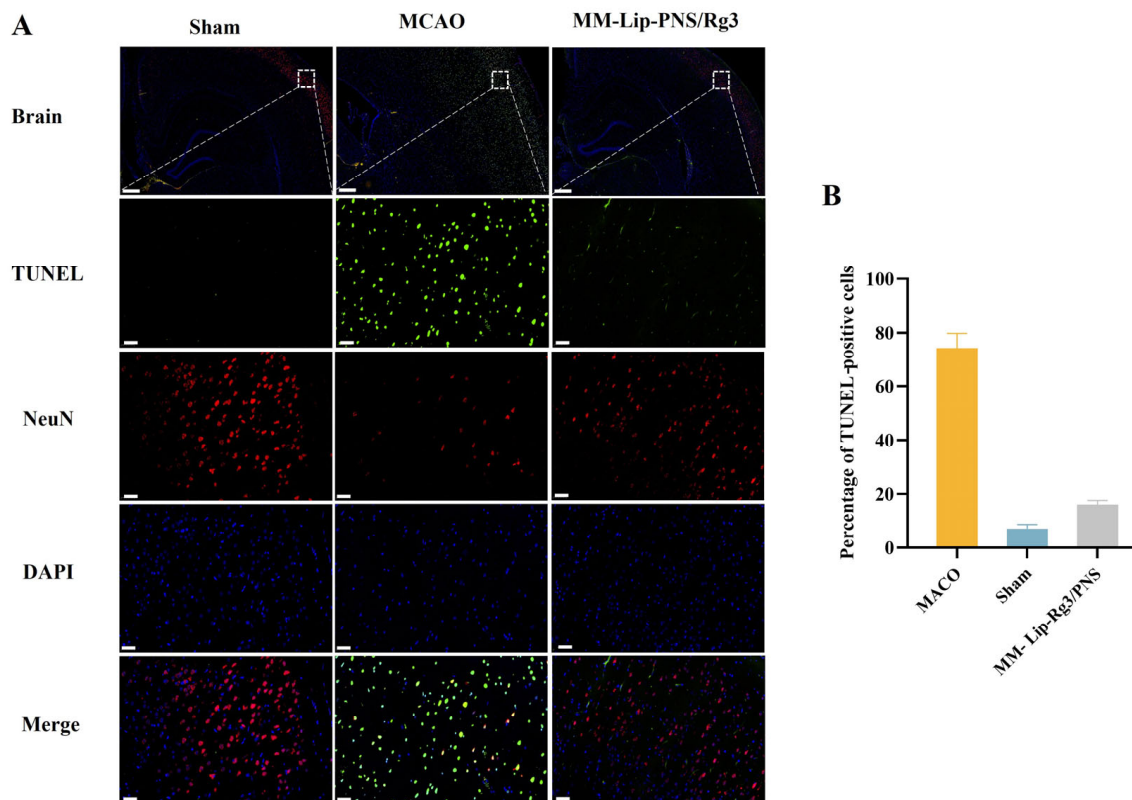 A
Sham
MCAO
MM-Lip-PNS/Rg3
Brain
TUNEL
NeuN
DAPI
Merge
B
Percentage of TUNEL-positive cells
100
80
60
40
20
0
MACO
Sham
MM- Lip-Rg3/PNS